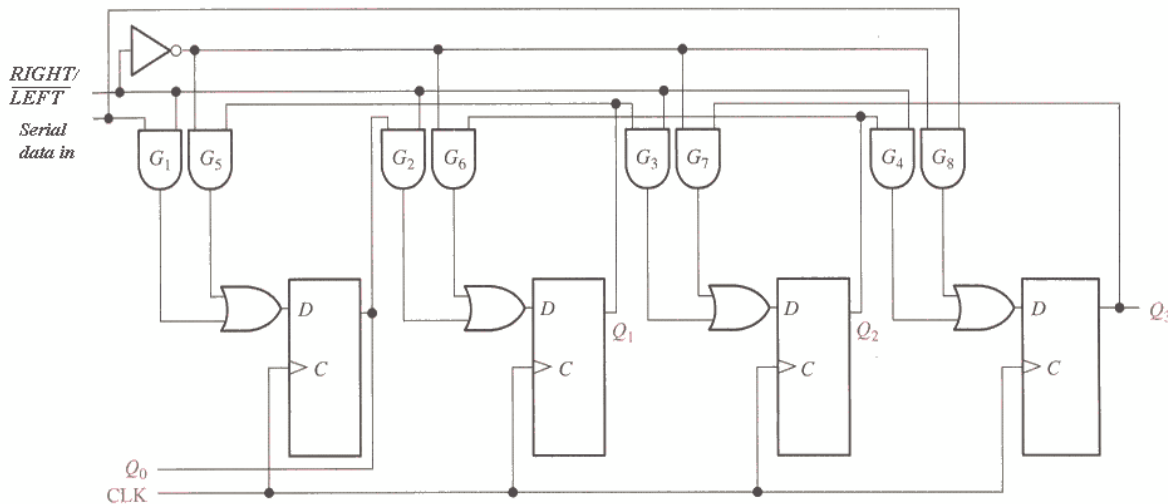 RIGHT/
LEFT
Serial
data in
G1 G5 G2 G6 G3 G7 G4 G8
D D D D
Q1 Q2 Q3
C C C C
Q0
CLK